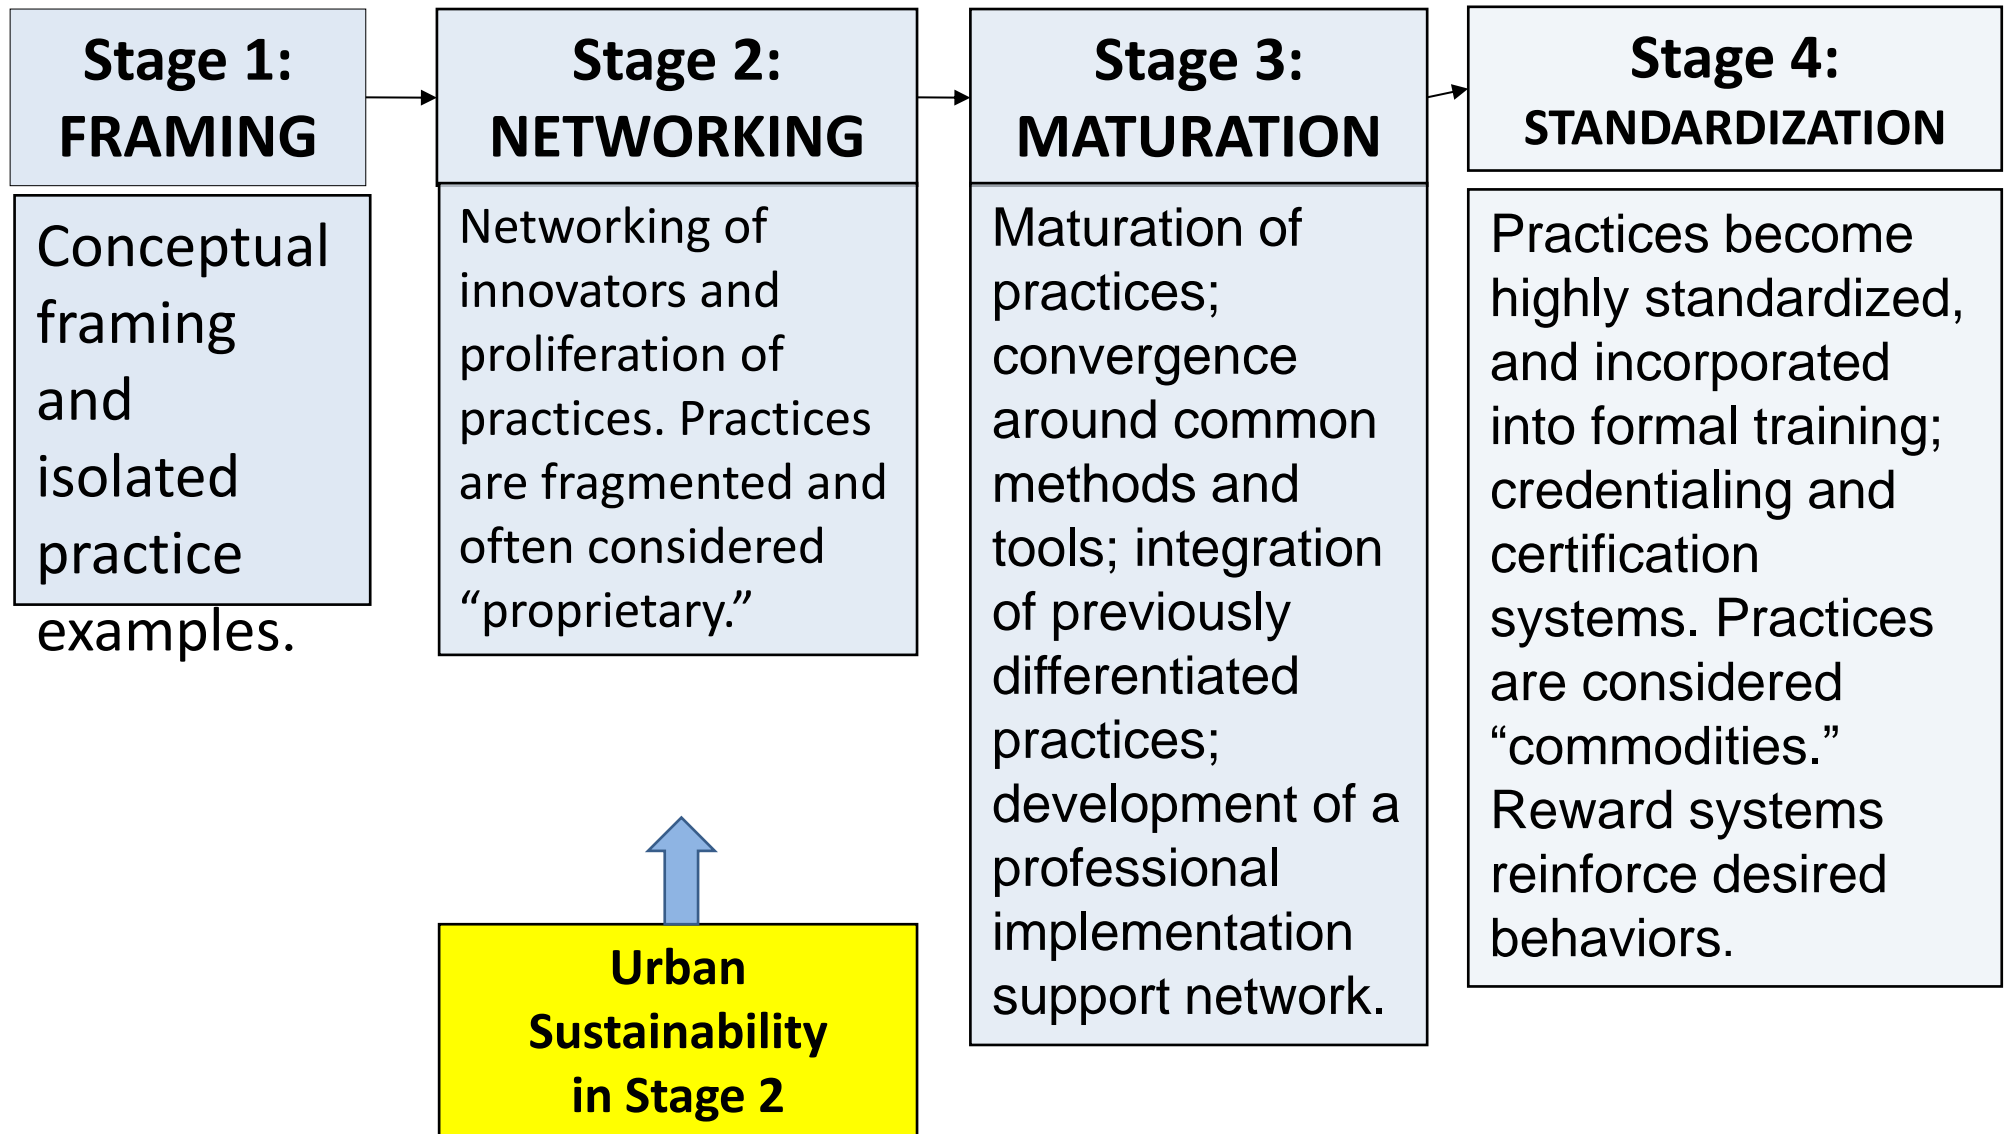 Stage 1:
FRAMING
Conceptual
framing
and
isolated
practice
examples.
Stage 2:
NETWORKING
Networking of
innovators and
proliferation of
practices. Practices
are fragmented and
often considered
“proprietary.”
Urban
Sustainability
in Stage 2
Stage 3:
MATURATION
Maturation of
practices;
convergence
around common
methods and
tools; integration
of previously
differentiated
practices;
development of a
professional
implementation
support network.
Stage 4:
STANDARDIZATION
Practices become
highly standardized,
and incorporated
into formal training;
credentialing and
certification
systems. Practices
are considered
“commodities.”
Reward systems
reinforce desired
behaviors.